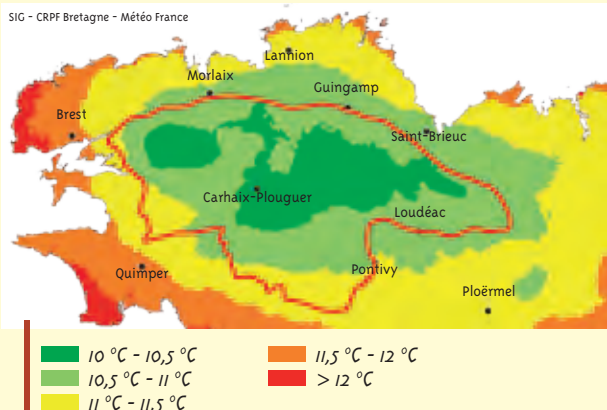 SIG - CRPF Bretagne - Météo France
Lannion
Morlaix
Guingamp
Brest
Saint-Brieuc
Carhaix-Plouguer
Loudéac
Quimper
Pontivy
Ploërmel
10 °C - 10,5 °C
10,5 °C - 11 °C
11 °C - 11,5 °C
11,5 °C - 12 °C
> 12 °C